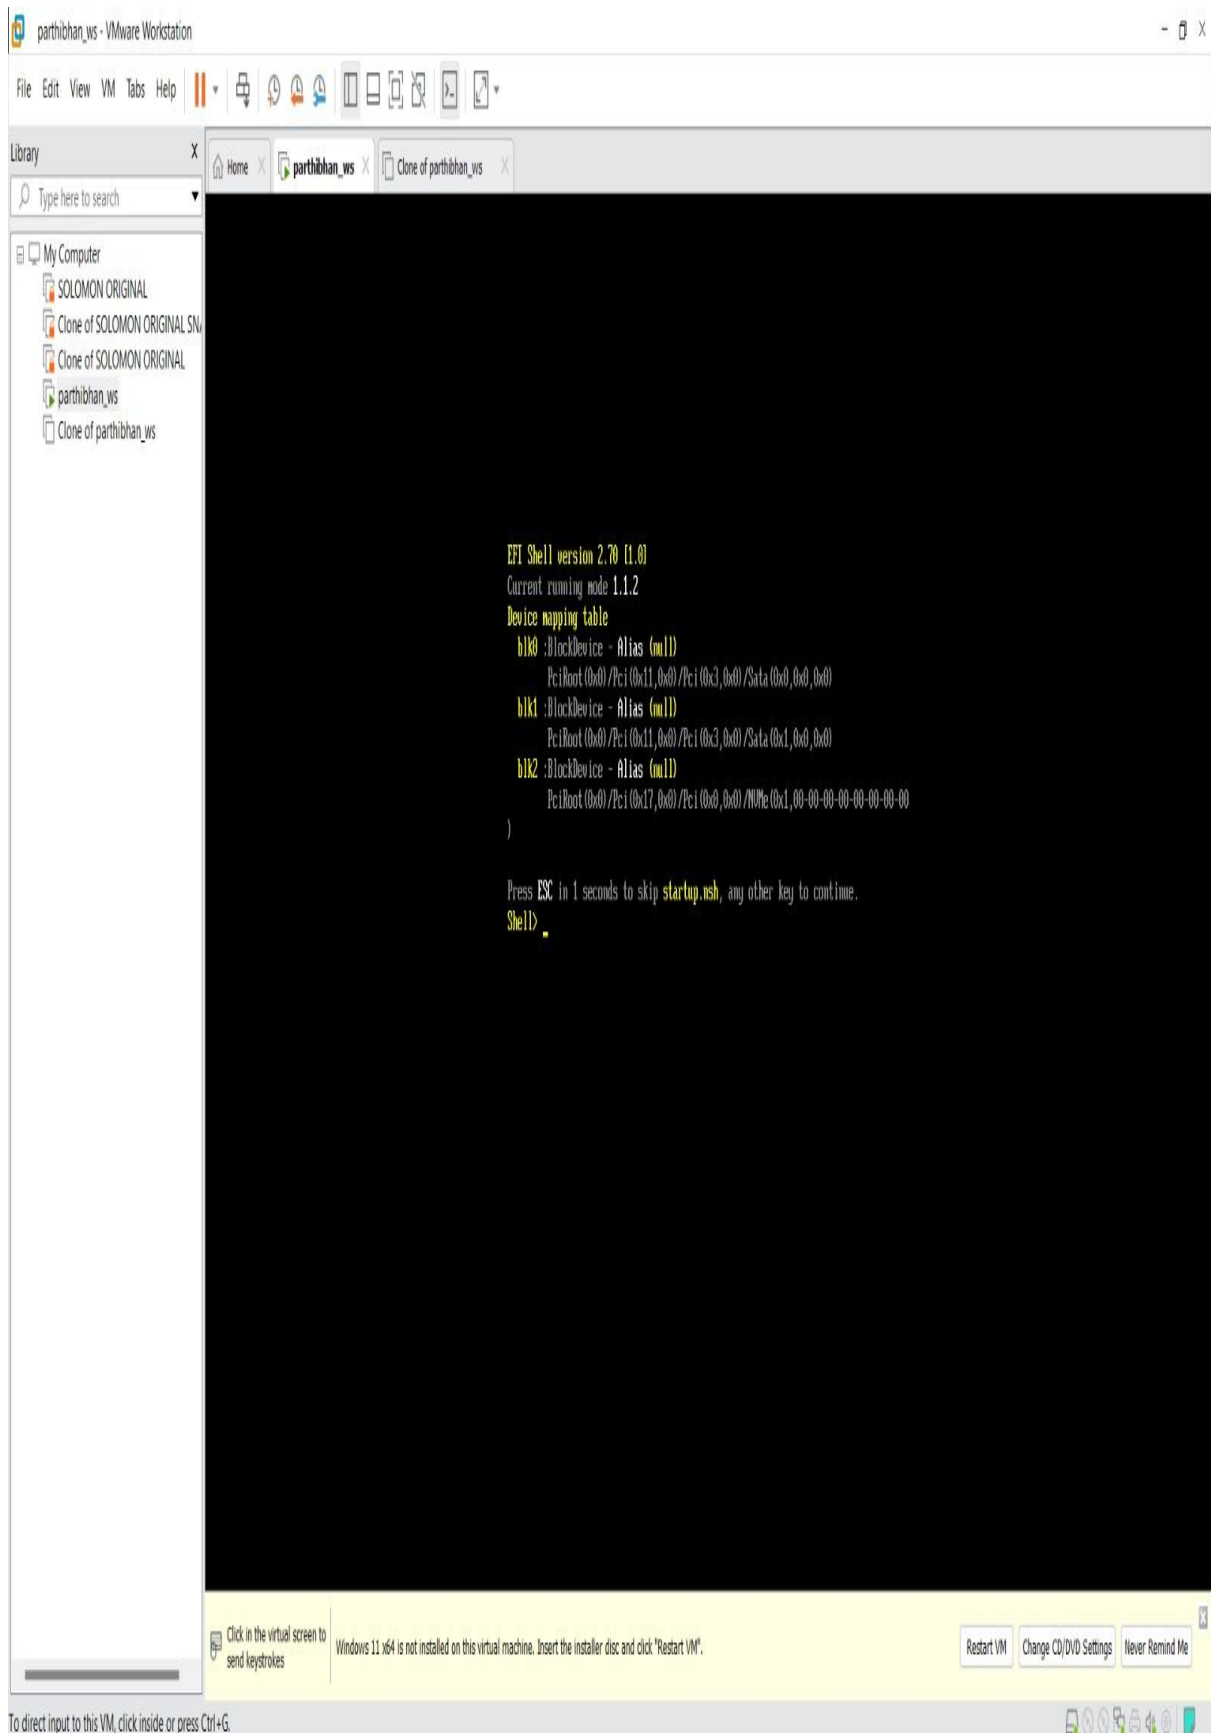 parthibhan_ws - VMware Workstation
File Edit View VM Tabs Help
Library X
Home
parthibhan_ws
Clone of parthibhan_ws
Type here to search
My Computer
SOLOMON ORIGINAL
Clone of SOLOMON ORIGINAL SNA
Clone of SOLOMON ORIGINAL
parthibhan_ws
Clone of parthibhan_ws
EFI Shell version 2.70 [1.0]
Current running mode 1.1.2
Device mapping table
blk0 :BlockDevice - Alias (null)
PciRoot(0x0)/Pci(0x11,0x0)/Pci(0x3,0x0)/Sata(0x0,0x0,0x0)
blk1 :BlockDevice - Alias (null)
PciRoot(0x0)/Pci(0x11,0x0)/Pci(0x3,0x0)/Sata(0x1,0x0,0x0)
blk2 :BlockDevice - Alias (null)
PciRoot(0x0)/Pci(0x17,0x0)/Pci(0x0,0x0)/NVMe(0x1,00-00-00-00-00-00-00-00
)
Press ESC in 1 seconds to skip startup.nsh, any other key to continue.
Shell> _
Click in the virtual screen to
send keystrokes
Windows 11 x64 is not installed on this virtual machine. Insert the installer disc and click "Restart VM".
Restart VM
Change CD/DVD Settings
Never Remind Me
To direct input to this VM, click inside or press Ctrl+G.